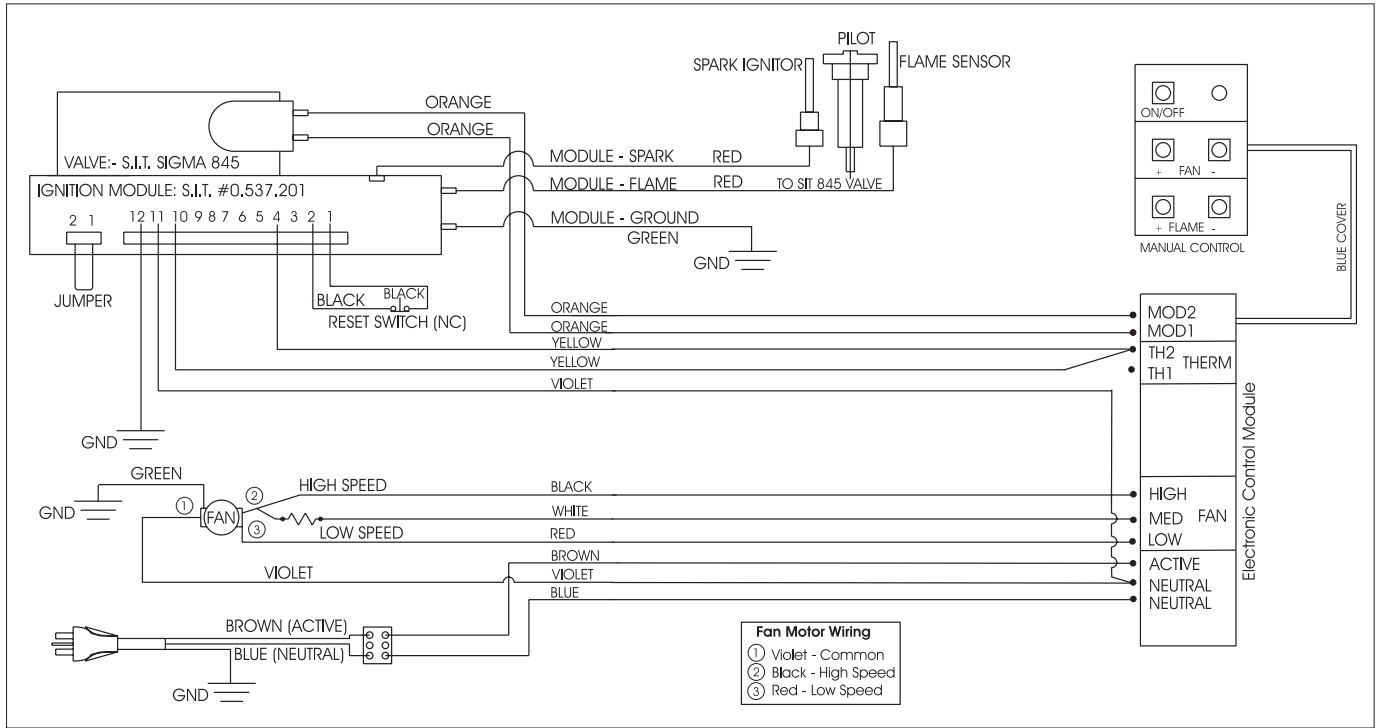 PILOT
SPARK IGNITOR
FLAME SENSOR
ORANGE
ORANGE
ON/OFF
VALVE:- S.I.T. SIGMA 845
MODULE - SPARK RED
+ FAN -
IGNITION MODULE: S.I.T. #0.537.201
MODULE - FLAME RED
TO SIT 845 VALVE
2 1
12 11 10 9 8 7 6 5 4 3 2 1
MODULE - GROUND
GREEN
+ FLAME -
MANUAL CONTROL
GND
BLUE COVER
JUMPER
BLACK
BLACK
RESET SWITCH (NC)
ORANGE
MOD2
ORANGE
MOD1
YELLOW
TH2
THERM
YELLOW
TH1
VIOLET
GND
Electronic Control Module
GREEN
HIGH SPEED
BLACK
HIGH
GND
1
FAN
2
3
WHITE
MED
FAN
LOW SPEED
RED
LOW
BROWN
ACTIVE
VIOLET
VIOLET
NEUTRAL
BLUE
NEUTRAL
BROWN (ACTIVE)
BLUE (NEUTRAL)
GND
Fan Motor Wiring
1 Violet - Common
2 Black - High Speed
3 Red - Low Speed